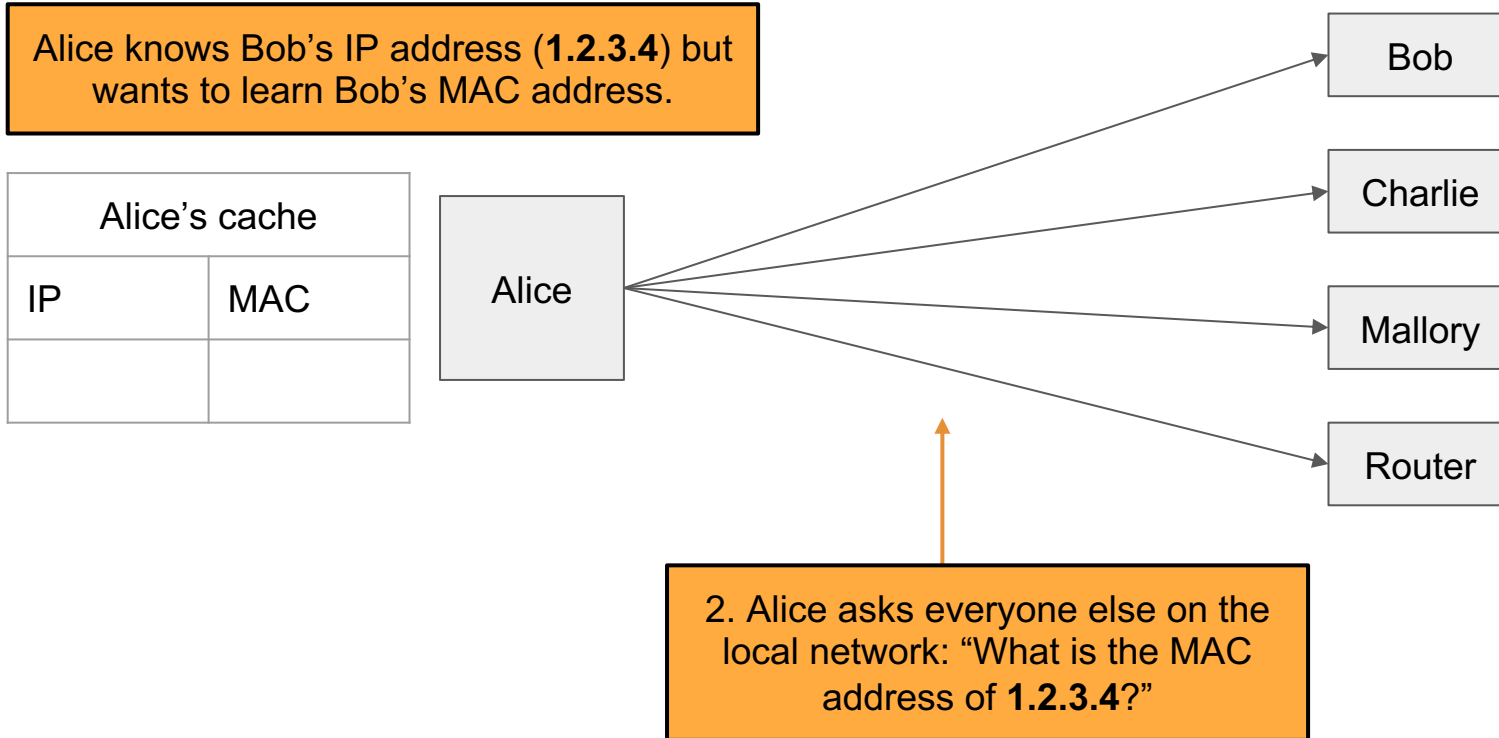 Alice knows Bob’s IP address (1.2.3.4) but
wants to learn Bob’s MAC address.
Alice’s cache
IP
MAC
Alice
Bob
Charlie
Mallory
Router
2. Alice asks everyone else on the
local network: “What is the MAC
address of 1.2.3.4?”